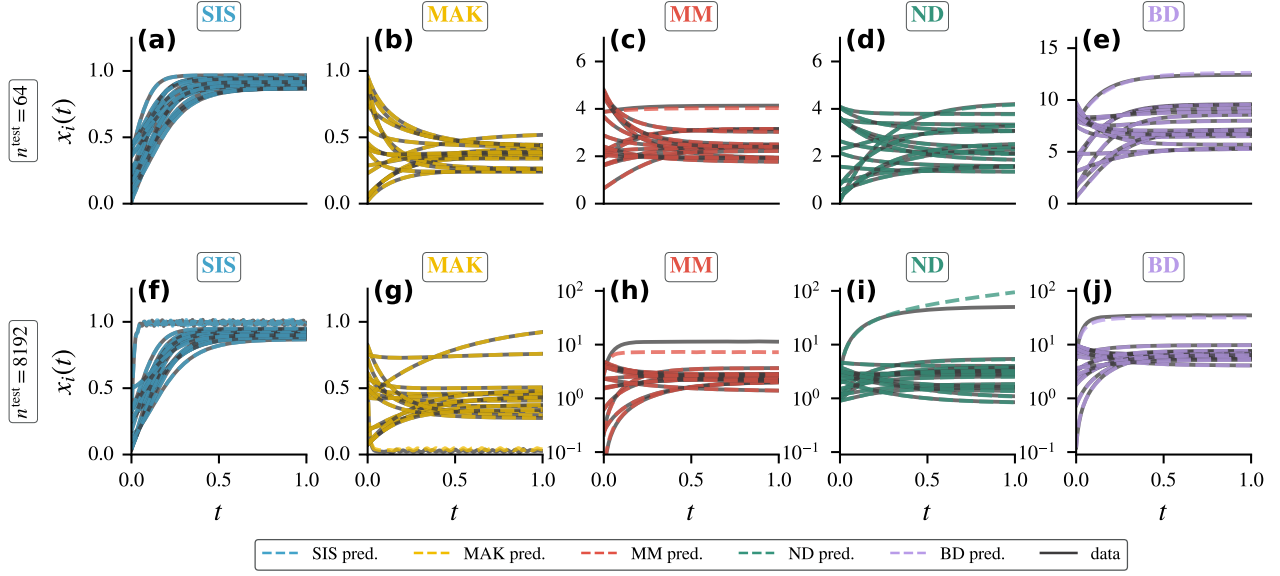 SIS MAK MM ND BD
(a) (b) (c) (d) (e)
n^test = 64
x_i(t)
1.0 0.5 0.0
1.0 0.5 0.0
6 4 2 0
6 4 2 0
15 10 5 0
SIS MAK MM ND BD
(f) (g) (h) (i) (j)
n^test = 8192
x_i(t)
1.0 0.5 0.0
1.0 0.5 0.0
10^2 10^1 10^0 10^−1
10^2 10^1 10^0 10^−1
10^2 10^1 10^0 10^−1
0.0 0.5 1.0 0.0 0.5 1.0 0.0 0.5 1.0 0.0 0.5 1.0 0.0 0.5 1.0
t t t t t
SIS pred. MAK pred. MM pred. ND pred. BD pred. data